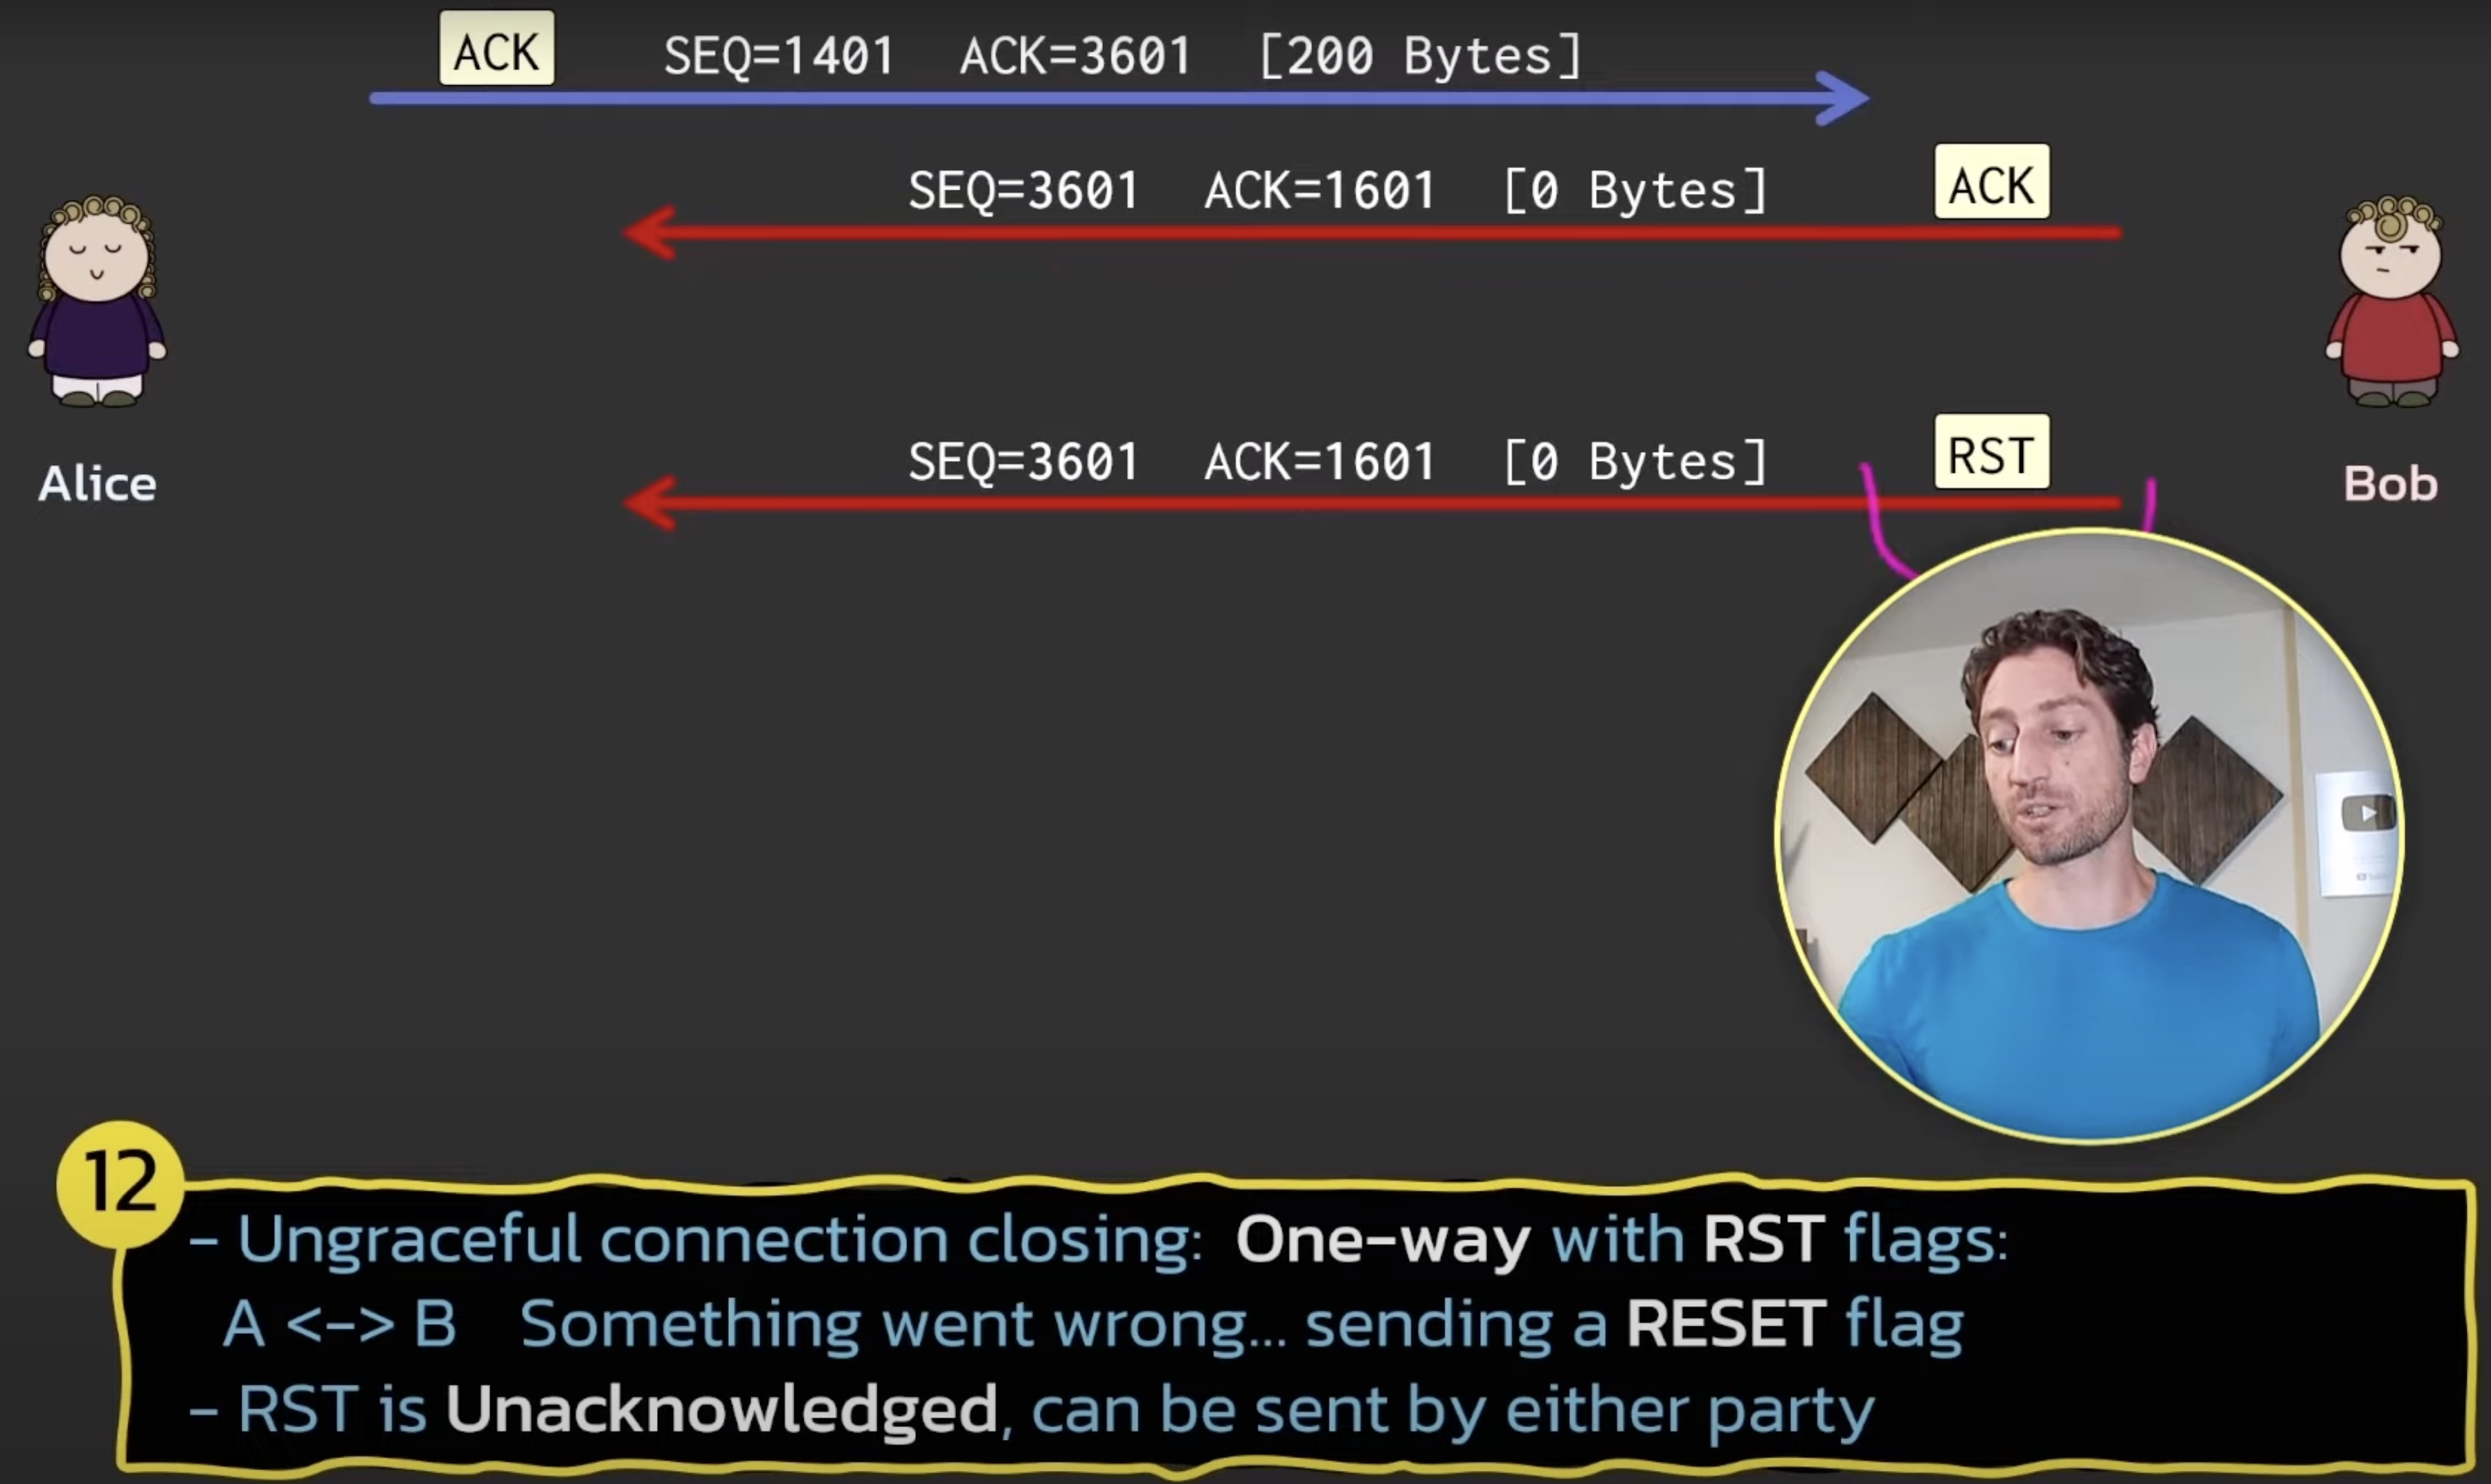 ACK SEQ=1401 ACK=3601 [200 Bytes]
SEQ=3601 ACK=1601 [0 Bytes] ACK
SEQ=3601 ACK=1601 [0 Bytes] RST
Alice
Bob
12
- Ungraceful connection closing: One-way with RST flags:
A <-> B Something went wrong... sending a RESET flag
- RST is Unacknowledged, can be sent by either party